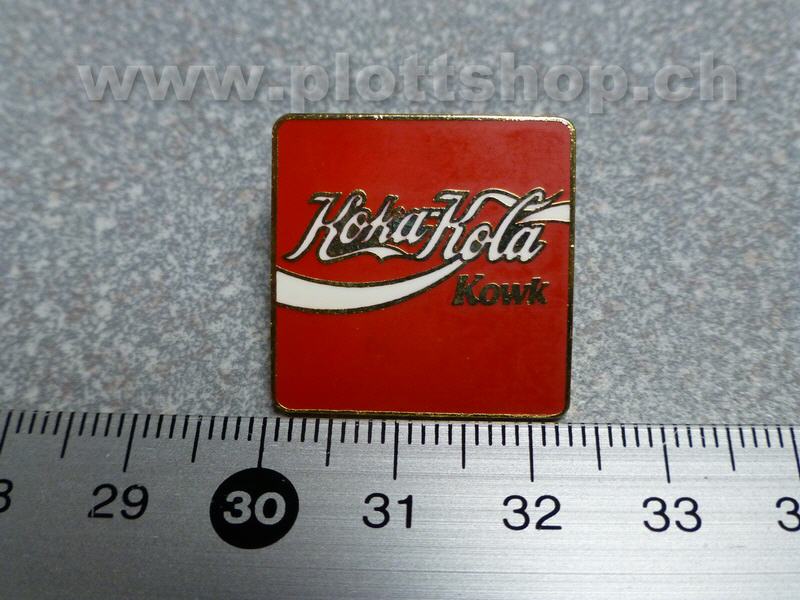 www.plottshop.ch
Koka-Kola
Kowk
29 30 31 32 33